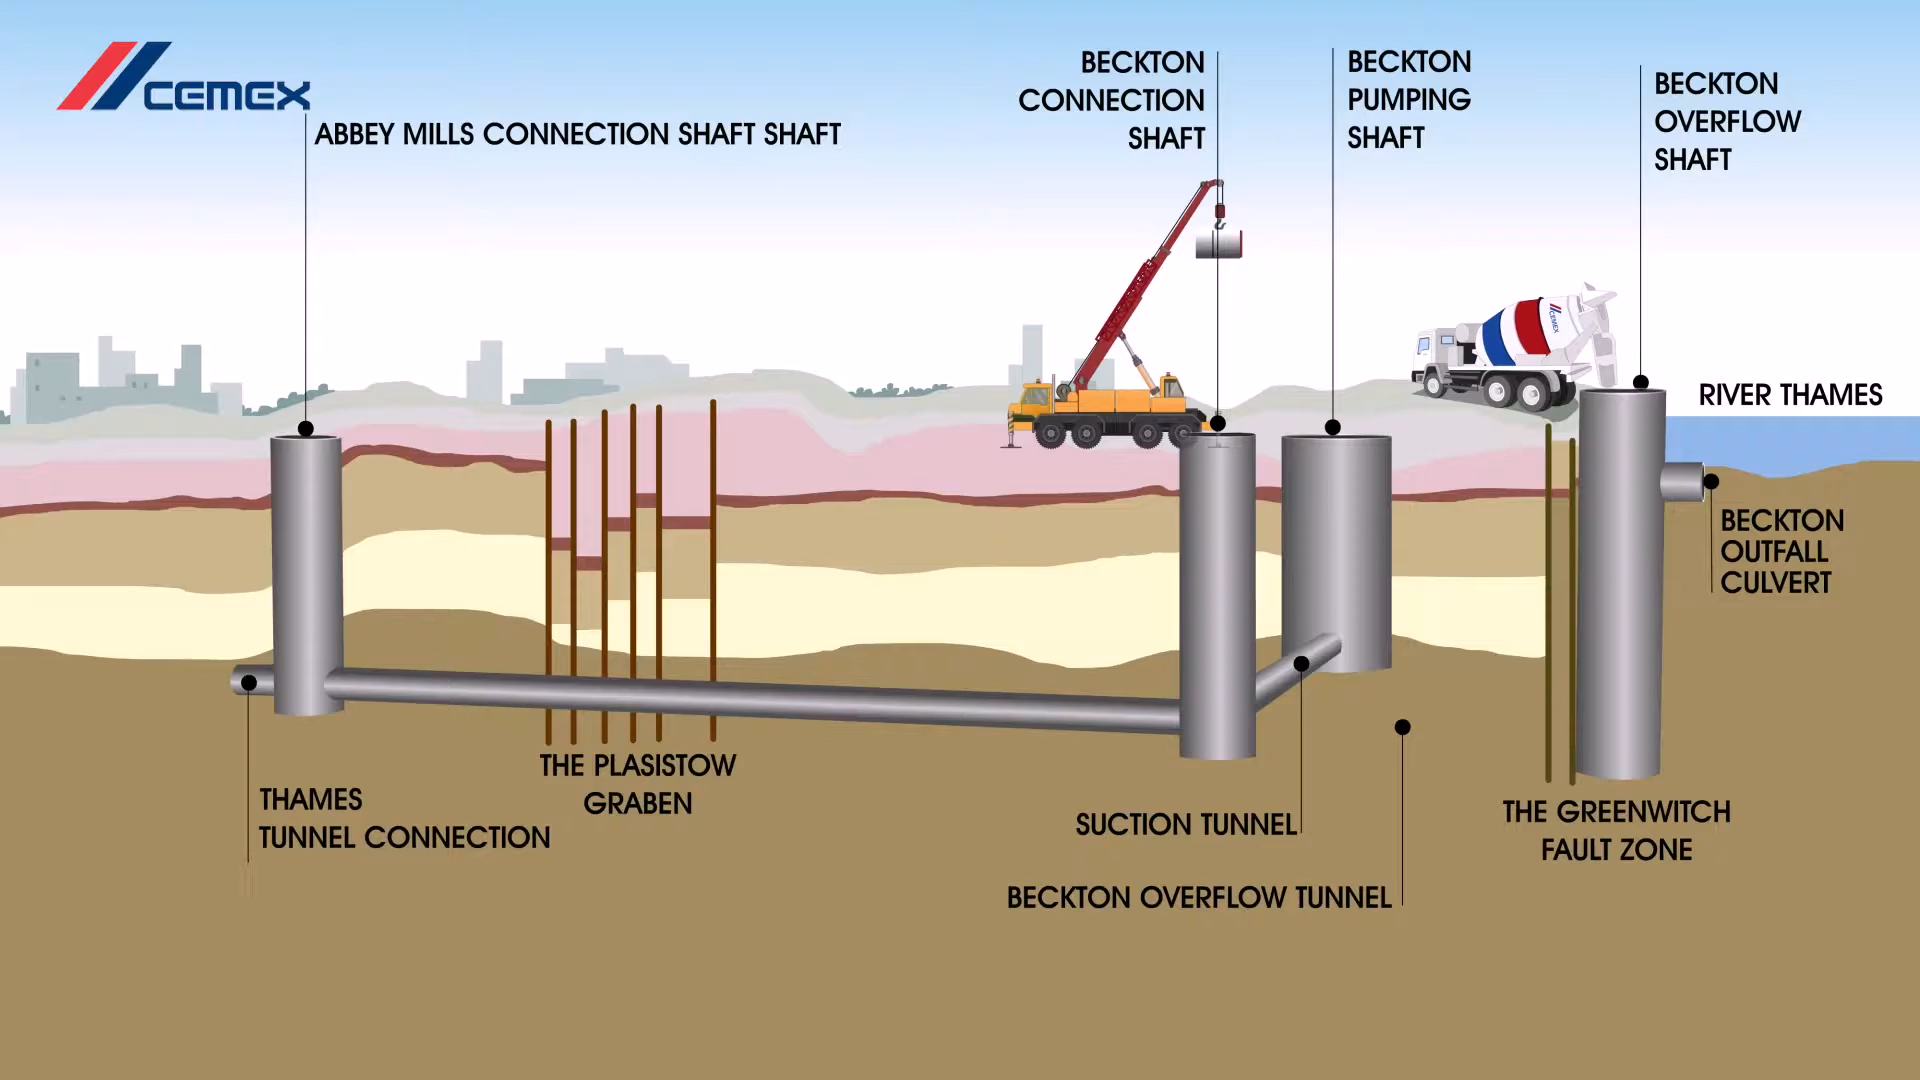 CEMEX
ABBEY MILLS CONNECTION SHAFT SHAFT
BECKTON
CONNECTION
SHAFT
BECKTON
PUMPING
SHAFT
BECKTON
OVERFLOW
SHAFT
CEMEX
RIVER THAMES
BECKTON
OUTFALL
CULVERT
THE PLASISTOW
GRABEN
THAMES
TUNNEL CONNECTION
SUCTION TUNNEL
BECKTON OVERFLOW TUNNEL
THE GREENWITCH
FAULT ZONE